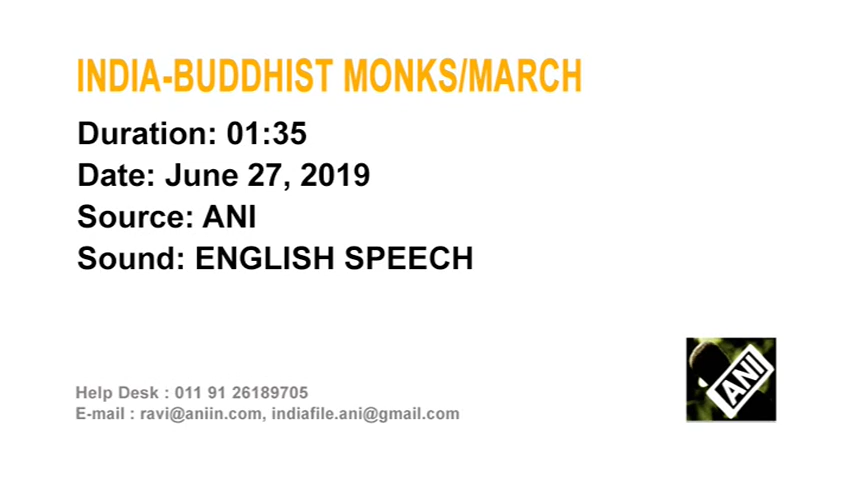 INDIA-BUDDHIST MONKS/MARCH
Duration: 01:35
Date: June 27, 2019
Source: ANI
Sound: ENGLISH SPEECH
Help Desk : 011 91 26189705
E-mail : ravi@aniin.com, indiafile.ani@gmail.com
ANI